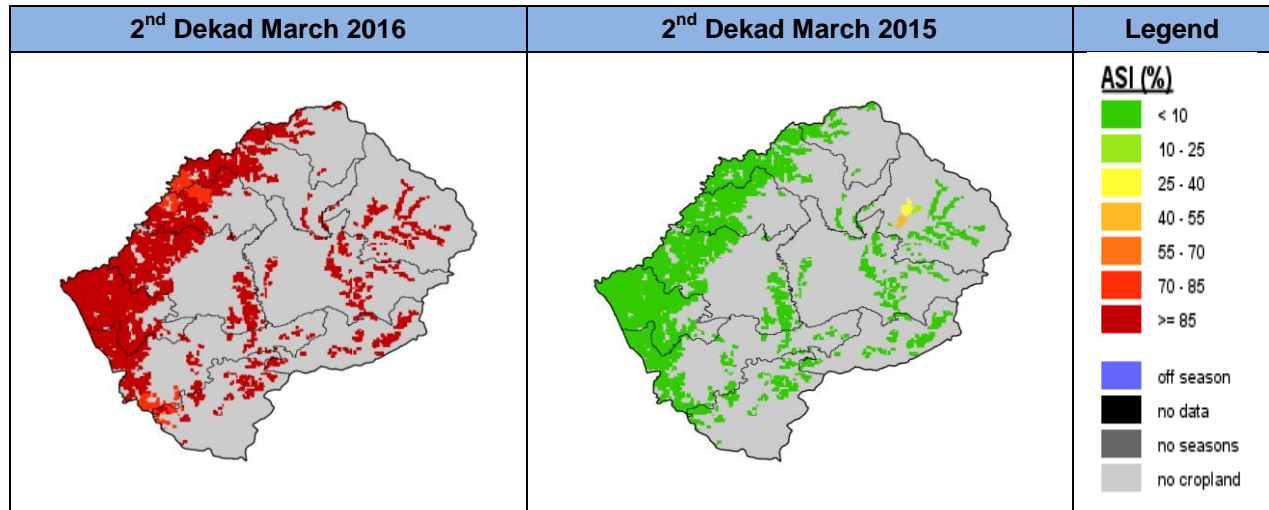 2nd Dekad March 2016
2nd Dekad March 2015
Legend
ASI (%)
< 10
10 - 25
25 - 40
40 - 55
55 - 70
70 - 85
>= 85
off season
no data
no seasons
no cropland